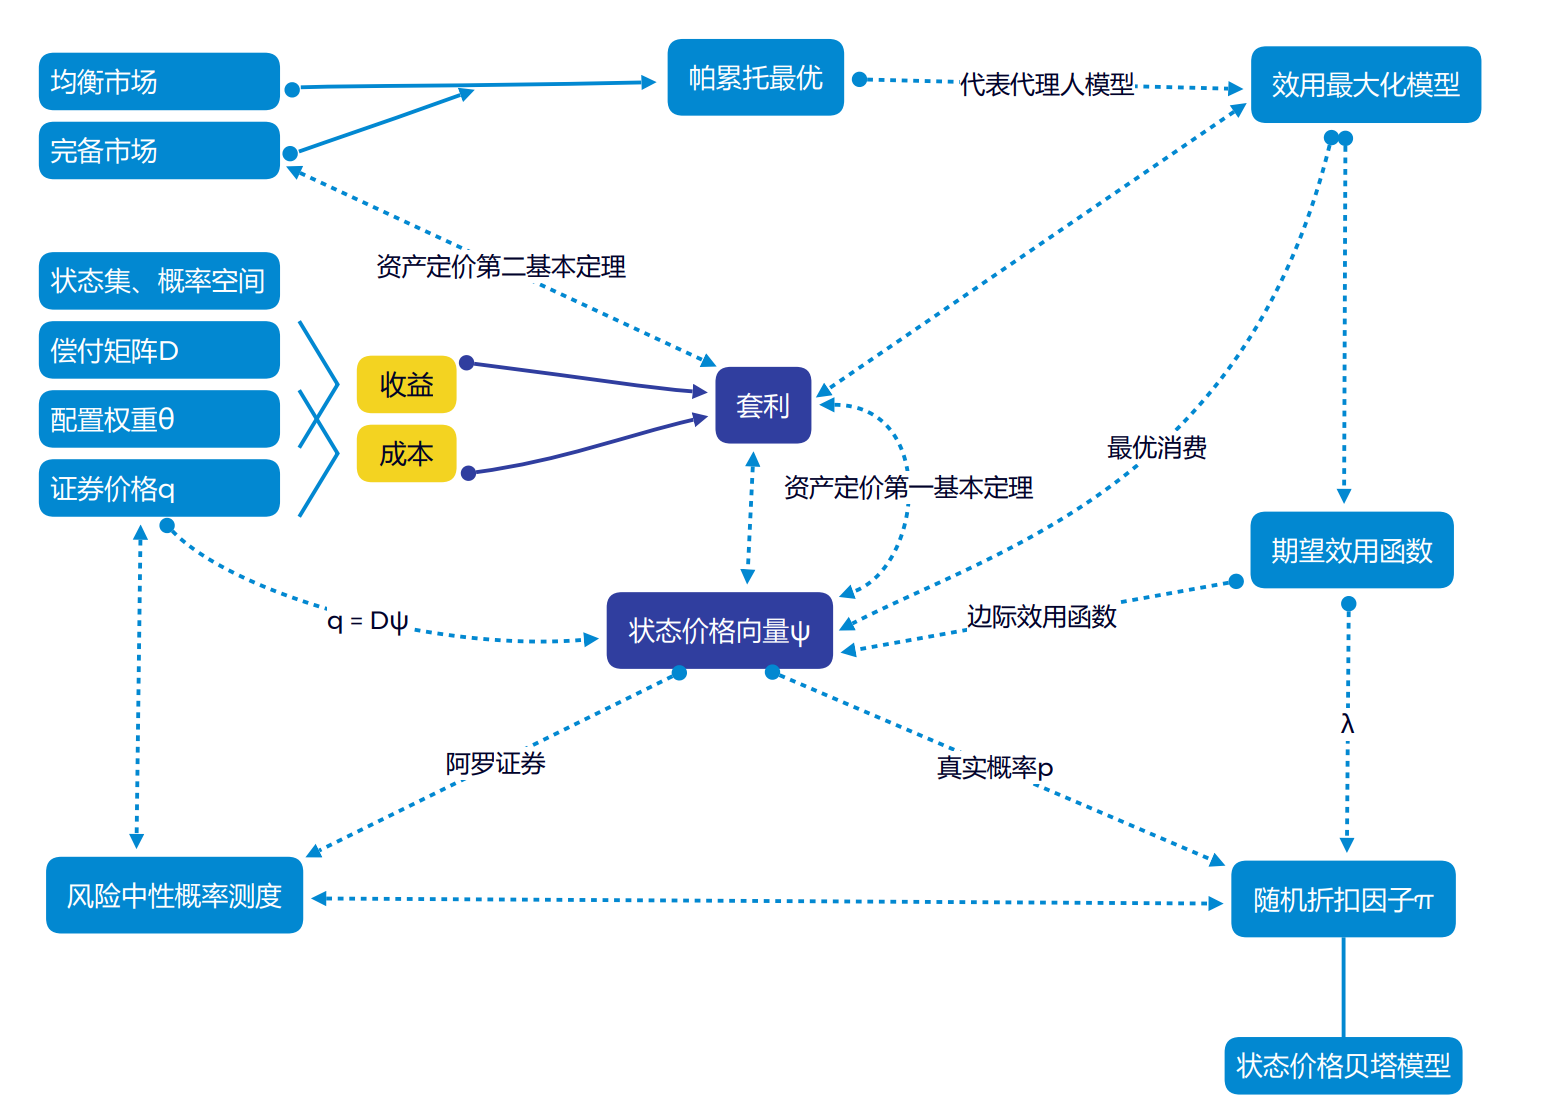 均衡市场
完备市场
帕累托最优
代表代理人模型
效用最大化模型
资产定价第二基本定理
状态集、概率空间
偿付矩阵D
配置权重θ
证券价格q
收益
成本
套利
资产定价第一基本定理
最优消费
期望效用函数
边际效用函数
q = Dψ
状态价格向量ψ
λ
阿罗证券
真实概率p
风险中性概率测度
随机折扣因子π
状态价格贝塔模型